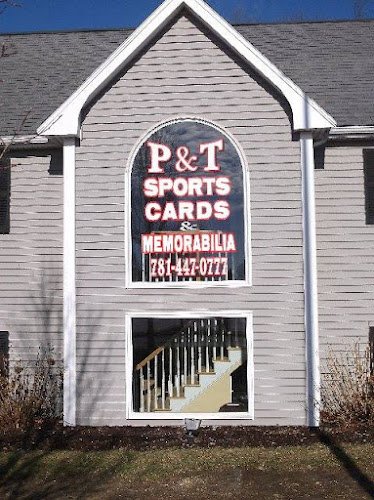 P & T
SPORTS
CARDS
&
MEMORABILIA
781-447-0777